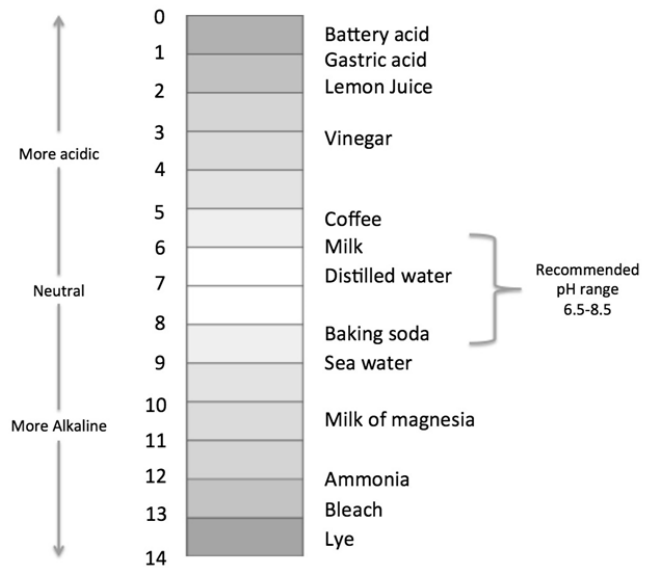 0
1
2
3
4
5
6
7
8
9
10
11
12
13
14
Battery acid
Gastric acid
Lemon Juice
Vinegar
Coffee
Milk
Distilled water
Baking soda
Sea water
Milk of magnesia
Ammonia
Bleach
Lye
More acidic
Neutral
More Alkaline
Recommended
pH range
6.5-8.5